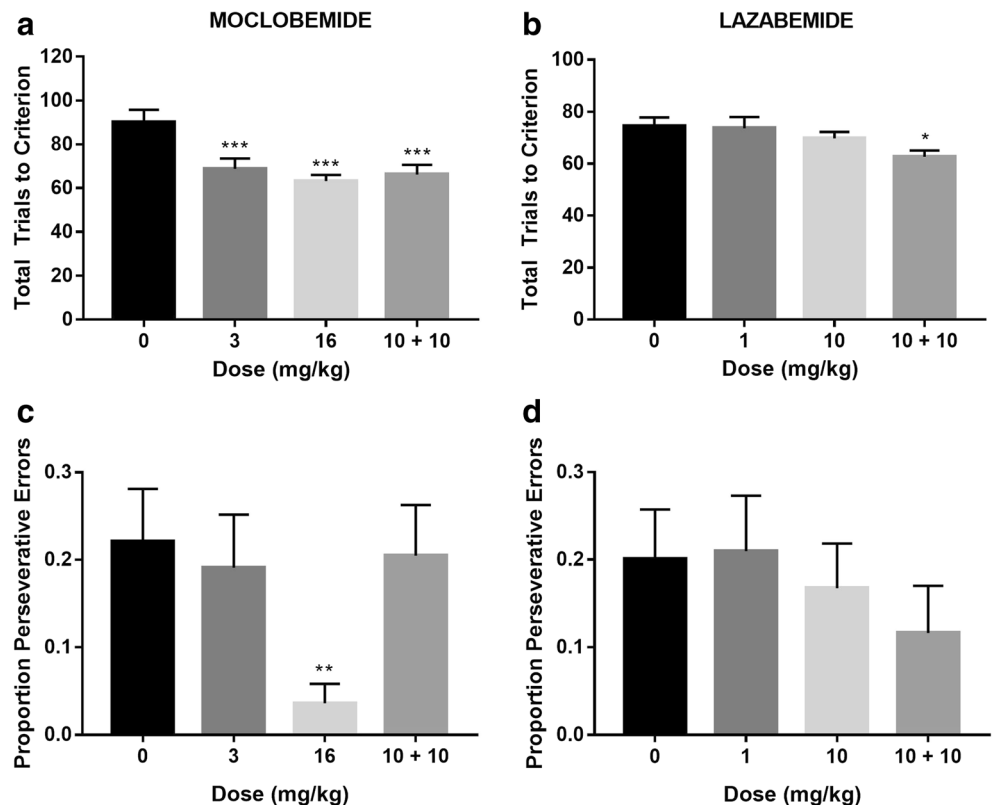 a
MOCLOBEMIDE
Total Trials to Criterion
120
100
80
60
40
20
0
***
***
***
0 3 16 10 + 10
Dose (mg/kg)
b
LAZABEMIDE
Total Trials to Criterion
100
80
60
40
20
0
*
0 1 10 10 + 10
Dose (mg/kg)
c
Proportion Perseverative Errors
0.3
0.2
0.1
0.0
**
0 3 16 10 + 10
Dose (mg/kg)
d
Proportion Perseverative Errors
0.3
0.2
0.1
0.0
0 1 10 10 + 10
Dose (mg/kg)